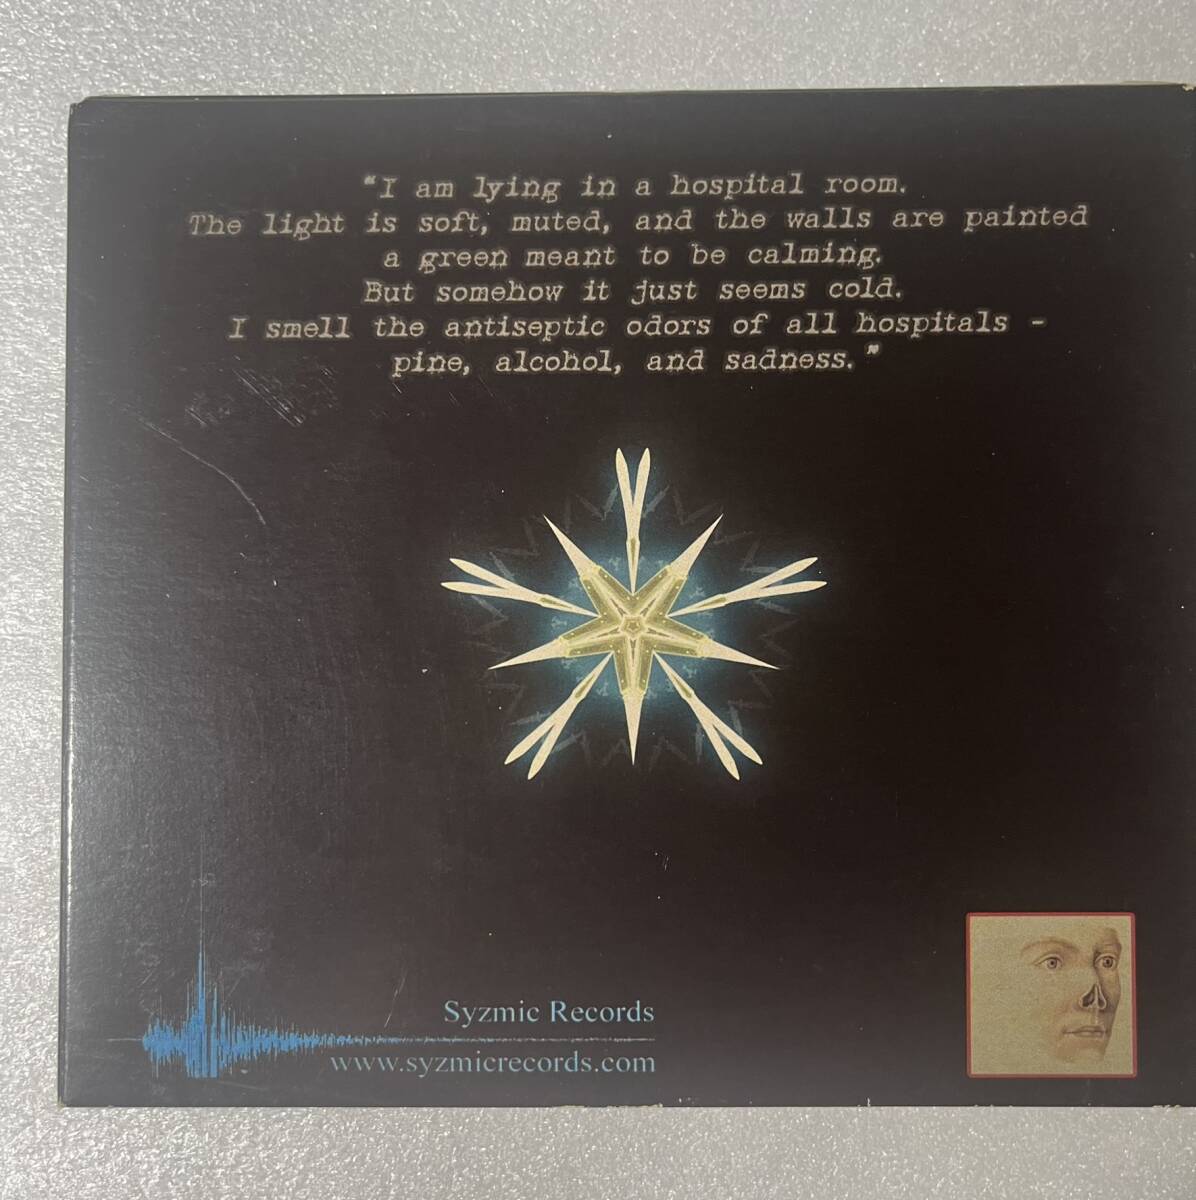 "I am lying in a hospital room.
The light is soft, muted, and the walls are painted
a green meant to be calming.
But somehow it just seems cold.
I smell the antiseptic odors of all hospitals -
pine, alcohol, and sadness."
Syzmic Records
www.syzmicrecords.com